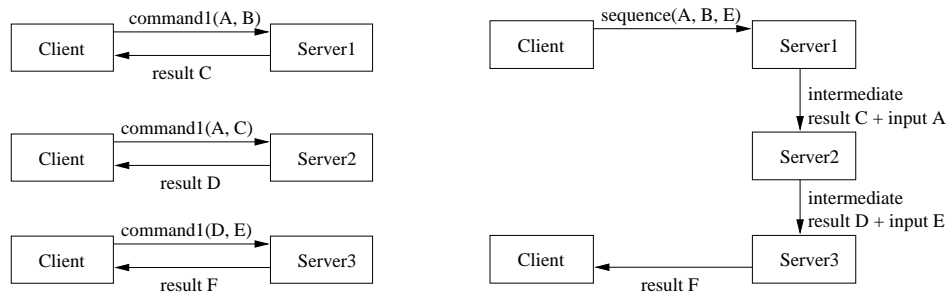 command1(A, B)
Client
Server1
result C
command1(A, C)
Client
Server2
result D
command1(D, E)
Client
Server3
result F
sequence(A, B, E)
Client
Server1
intermediate
result C + input A
Server2
intermediate
result D + input E
Client
Server3
result F